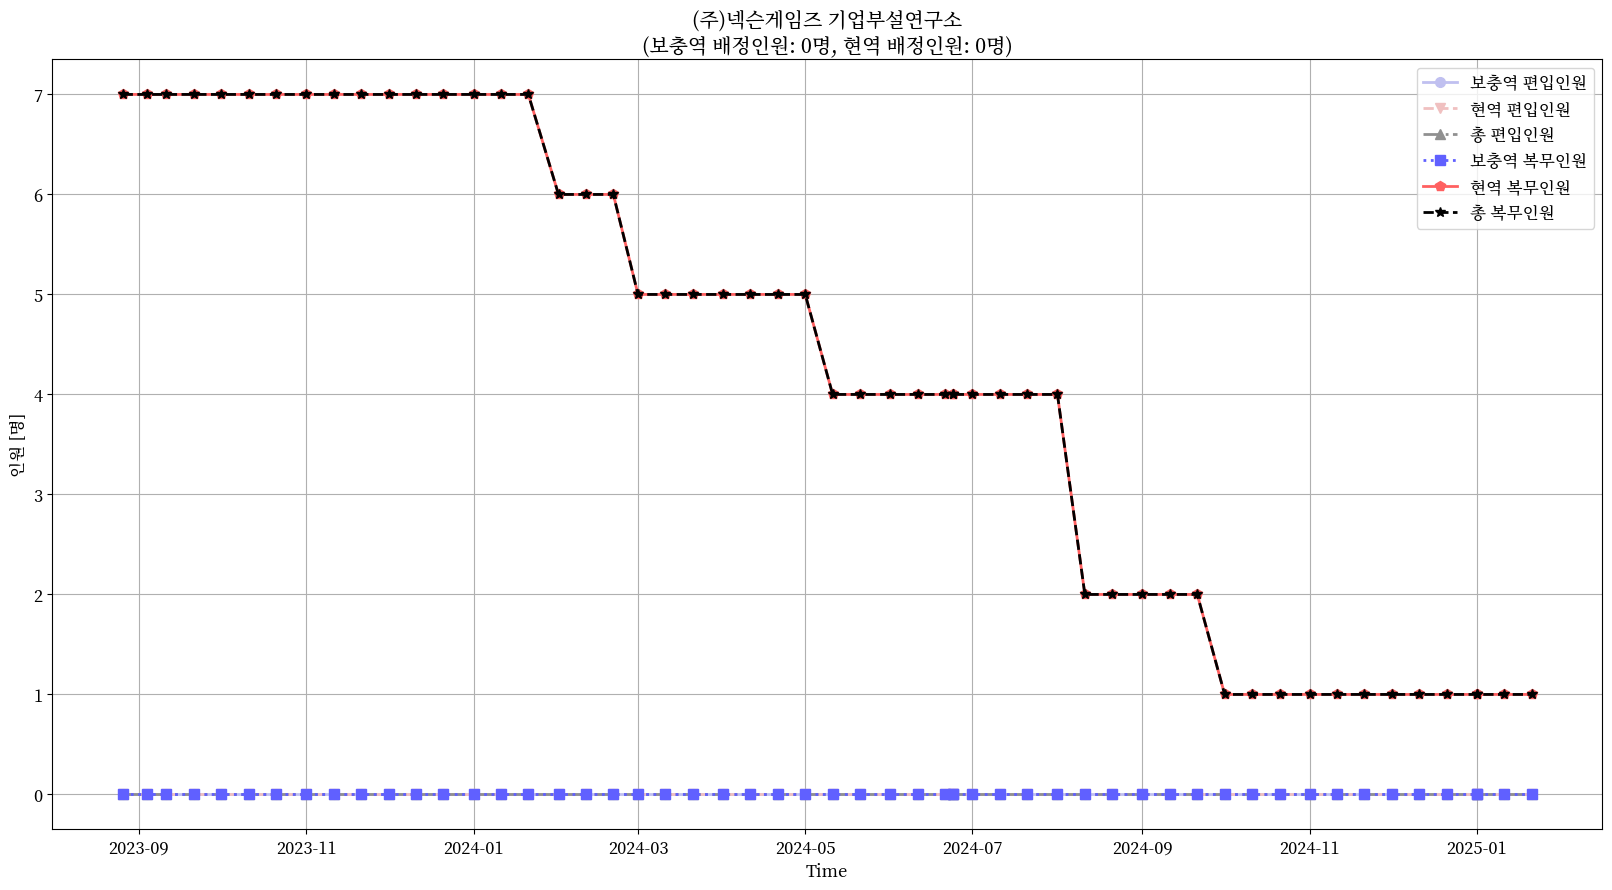 (주)넥슨게임즈 기업부설연구소
(보충역 배정인원: 0명, 현역 배정인원: 0명)
보충역 편입인원
현역 편입인원
총 편입인원
보충역 복무인원
현역 복무인원
총 복무인원
인원 [명]
7
6
5
4
3
2
1
0
2023-09 2023-11 2024-01 2024-03 2024-05 2024-07 2024-09 2024-11 2025-01
Time